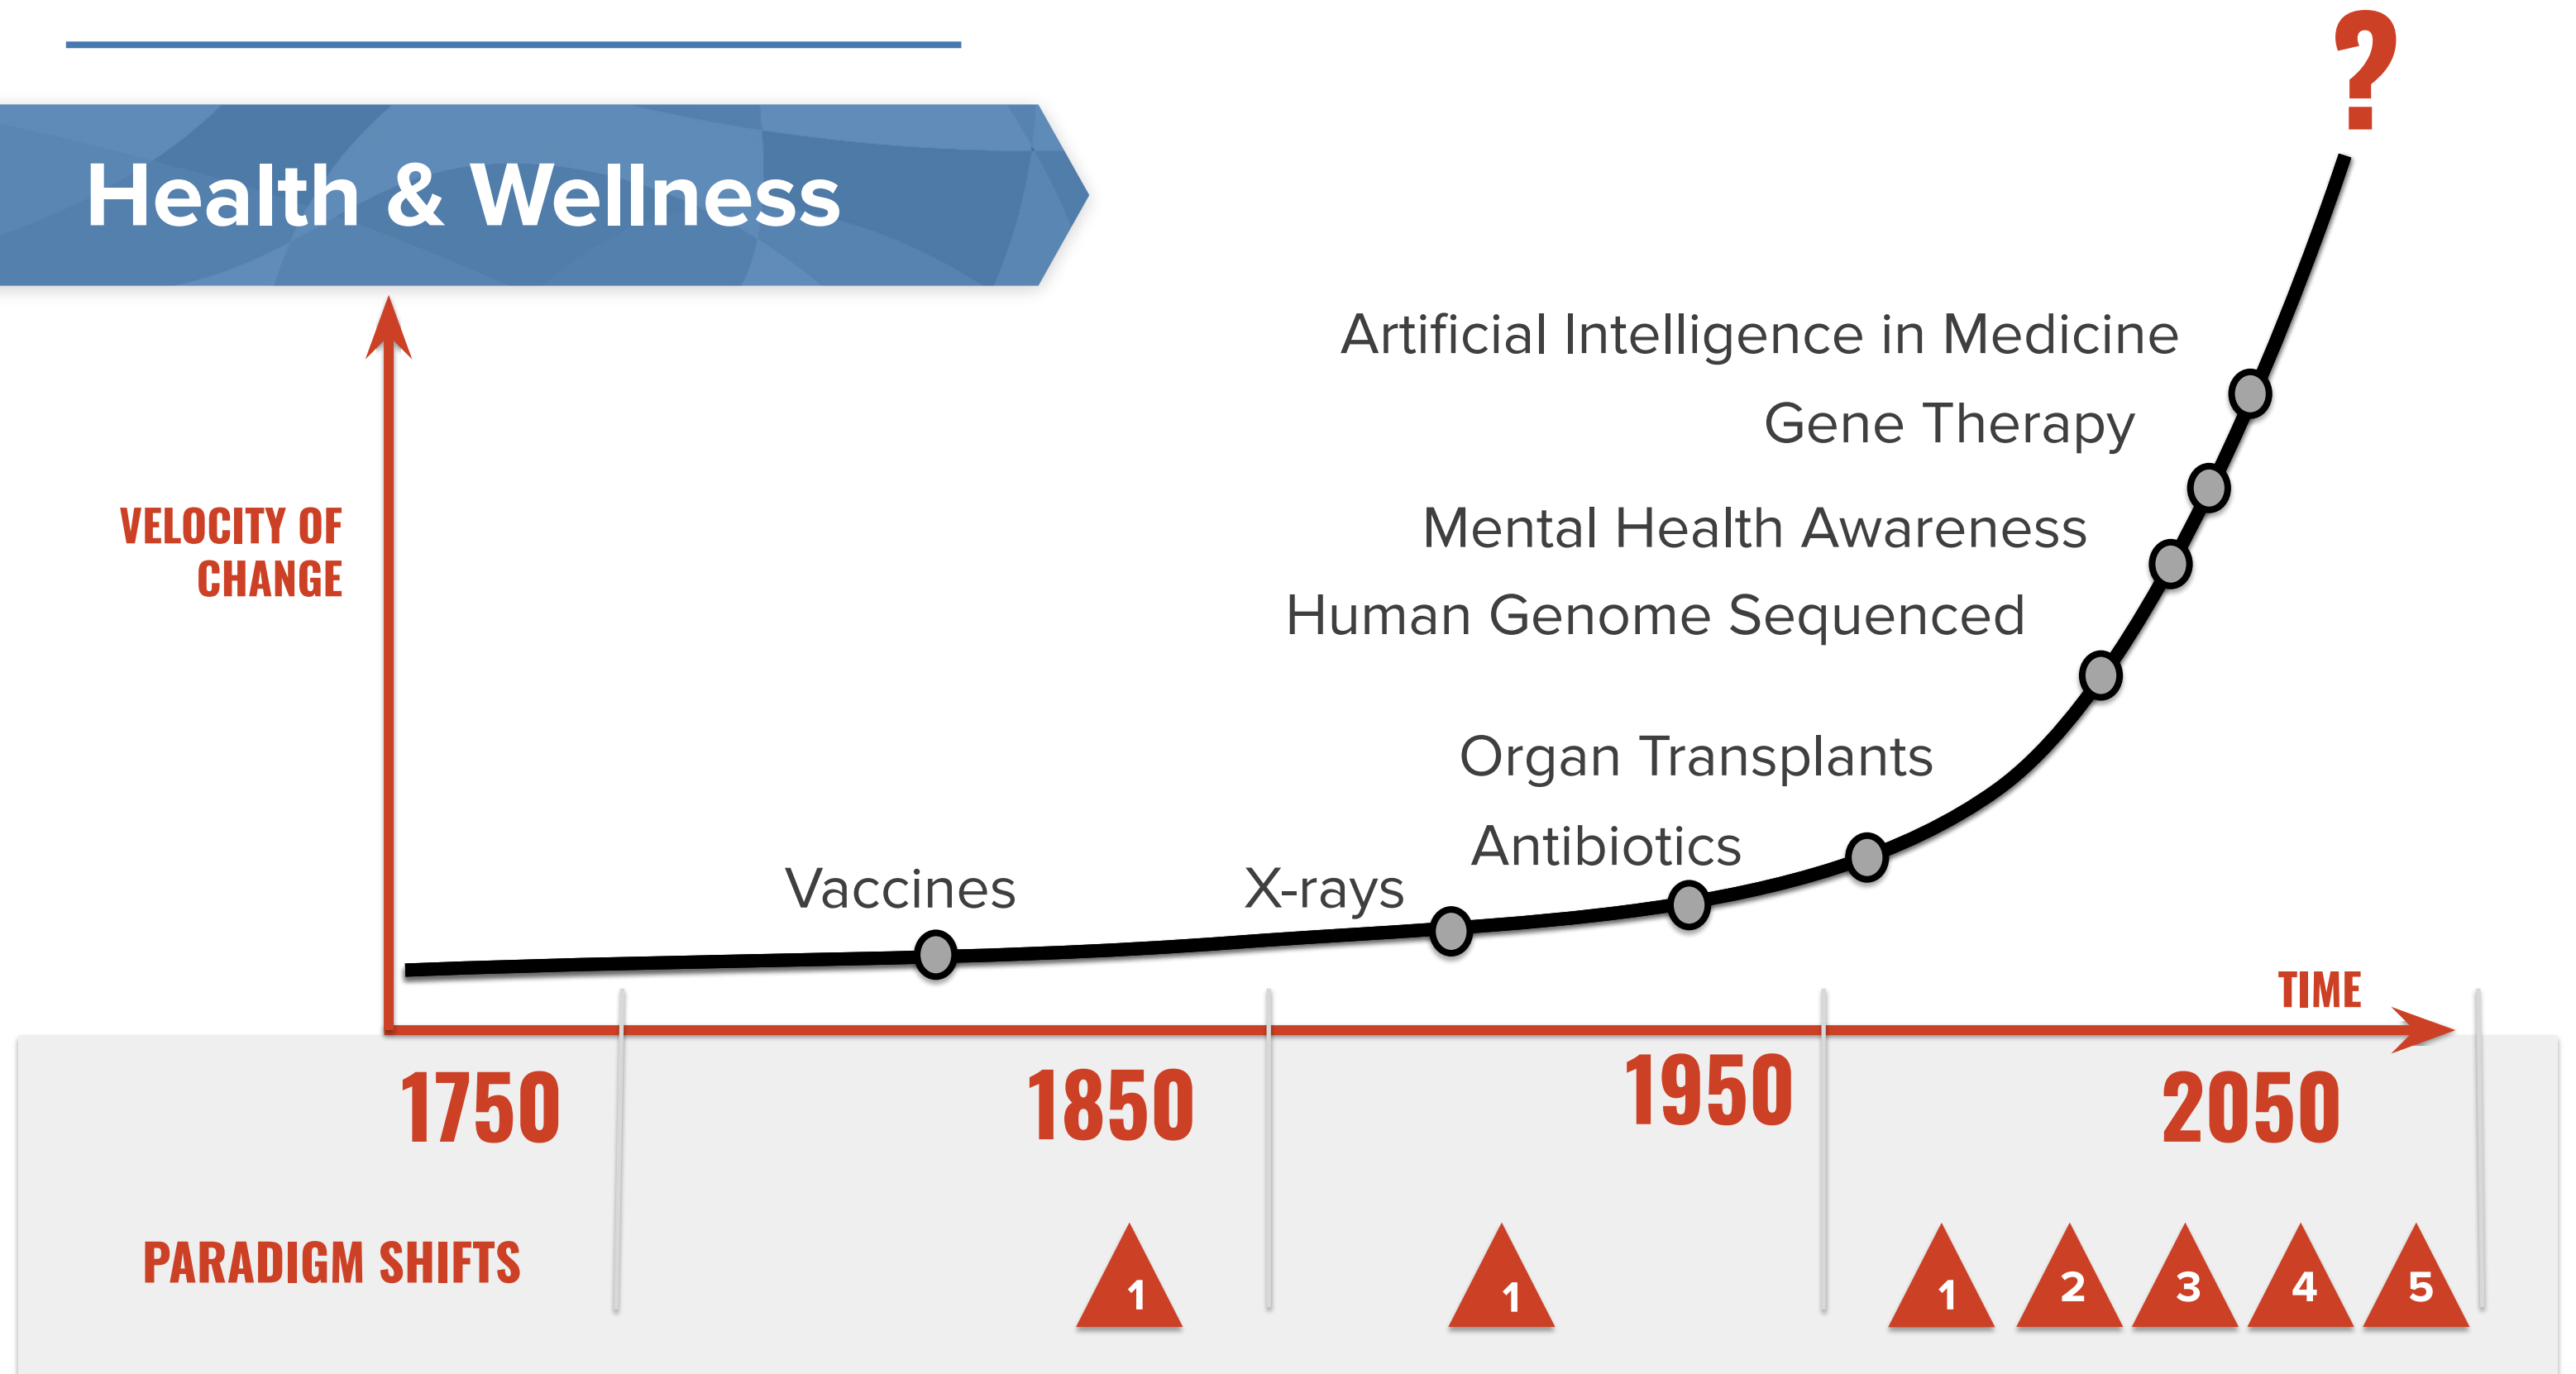 ?
Health & Wellness
Artificial Intelligence in Medicine
Gene Therapy
VELOCITY OF
CHANGE
Mental Health Awareness
Human Genome Sequenced
Organ Transplants
Antibiotics
Vaccines
X-rays
TIME
1750 1850 1950 2050
PARADIGM SHIFTS
1 1 1 2 3 4 5